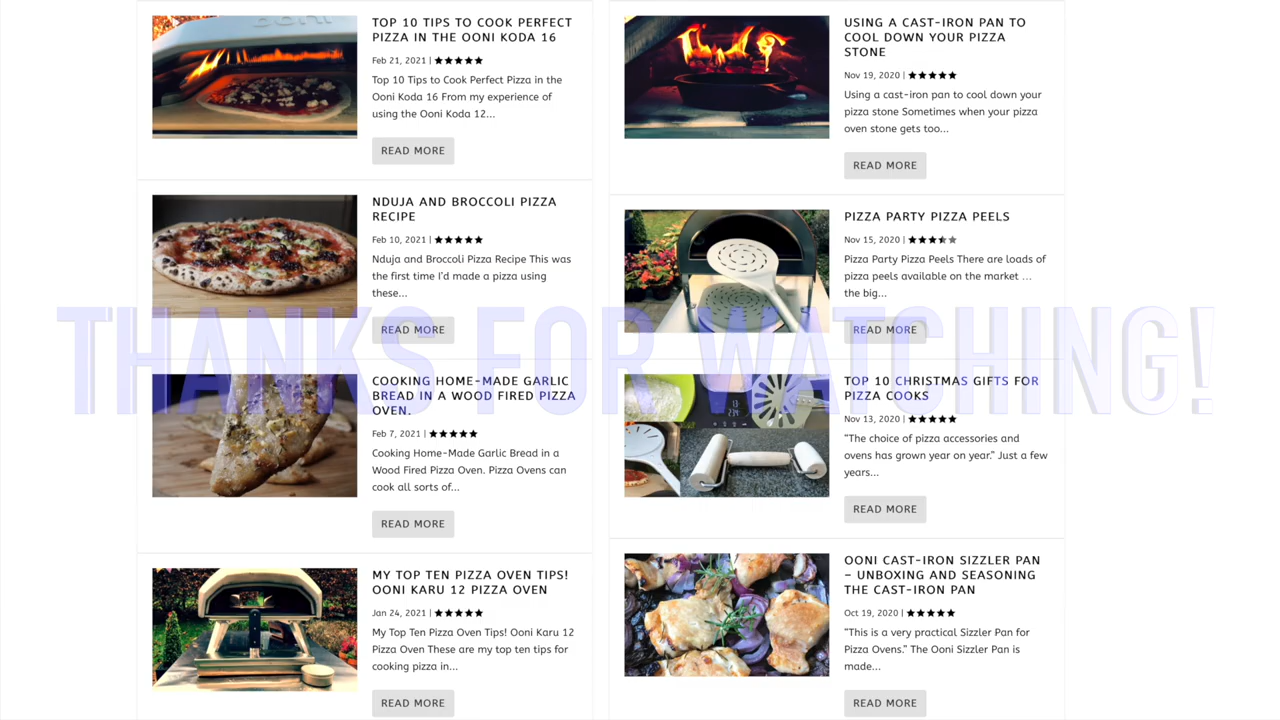 ooni
TOP 10 TIPS TO COOK PERFECT
PIZZA IN THE OONI KODA 16
Feb 21, 2021 | ★★★★★
Top 10 Tips to Cook Perfect Pizza in the
Ooni Koda 16 From my experience of
using the Ooni Koda 12...
READ MORE
NDUJA AND BROCCOLI PIZZA
RECIPE
Feb 10, 2021 | ★★★★★
Nduja and Broccoli Pizza Recipe This was
the first time I'd made a pizza using
these...
READ MORE
COOKING HOME-MADE GARLIC
BREAD IN A WOOD FIRED PIZZA
OVEN.
Feb 7, 2021 | ★★★★★
Cooking Home-Made Garlic Bread in a
Wood Fired Pizza Oven. Pizza Ovens can
cook all sorts of...
READ MORE
MY TOP TEN PIZZA OVEN TIPS!
OONI KARU 12 PIZZA OVEN
Jan 24, 2021 | ★★★★★
My Top Ten Pizza Oven Tips! Ooni Karu 12
Pizza Oven These are my top ten tips for
cooking pizza in...
READ MORE
USING A CAST-IRON PAN TO
COOL DOWN YOUR PIZZA
STONE
Nov 19, 2020 | ★★★★★
Using a cast-iron pan to cool down your
pizza stone Sometimes when your pizza
oven stone gets too...
READ MORE
PIZZA PARTY PIZZA PEELS
Nov 15, 2020 |
Pizza Party Pizza Peels There are loads of
pizza peels available on the market ...
the big...
READ MORE
TOP 10 CHRISTMAS GIFTS FOR
PIZZA COOKS
Nov 13, 2020 | ★★★★★
"The choice of pizza accessories and
ovens has grown year on year." Just a few
years...
READ MORE
OONI CAST-IRON SIZZLER PAN
– UNBOXING AND SEASONING
THE CAST-IRON PAN
Oct 19, 2020 | ★★★★★
"This is a very practical Sizzler Pan for
Pizza Ovens." The Ooni Sizzler Pan is
made...
READ MORE
THANKS FOR WATCHING!